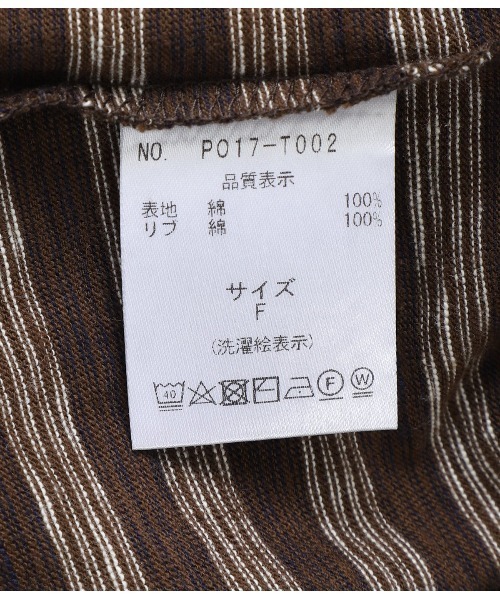 NO. P017-T002
品質表示
表地 綿 100%
リブ 綿 100%
サイズ
F
(洗濯絵表示)
40 F W